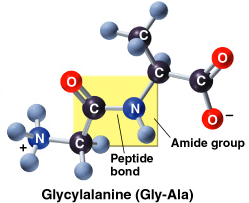 C
O
C
C
O
O
–
C
N
N
+
C
Amide group
Peptide
bond
Glycylalanine (Gly-Ala)